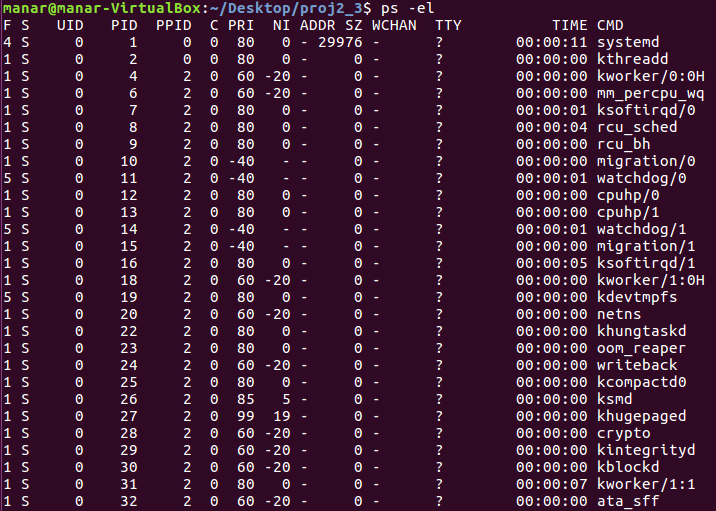 manar@manar-VirtualBox:~/Desktop/proj2_3$ ps -el
F S   UID   PID  PPID  C PRI  NI ADDR SZ WCHAN  TTY          TIME CMD
4 S     0     1     0  0  80   0 - 29976 -      ?        00:00:11 systemd
1 S     0     2     0  0  80   0 -     0 -      ?        00:00:00 kthreadd
1 S     0     4     2  0  60 -20 -     0 -      ?        00:00:00 kworker/0:0H
1 S     0     6     2  0  60 -20 -     0 -      ?        00:00:00 mm_percpu_wq
1 S     0     7     2  0  80   0 -     0 -      ?        00:00:01 ksoftirqd/0
1 S     0     8     2  0  80   0 -     0 -      ?        00:00:04 rcu_sched
1 S     0     9     2  0  80   0 -     0 -      ?        00:00:00 rcu_bh
1 S     0    10     2  0 -40   - -     0 -      ?        00:00:00 migration/0
5 S     0    11     2  0 -40   - -     0 -      ?        00:00:01 watchdog/0
1 S     0    12     2  0  80   0 -     0 -      ?        00:00:00 cpuhp/0
1 S     0    13     2  0  80   0 -     0 -      ?        00:00:00 cpuhp/1
5 S     0    14     2  0 -40   - -     0 -      ?        00:00:01 watchdog/1
1 S     0    15     2  0 -40   - -     0 -      ?        00:00:00 migration/1
1 S     0    16     2  0  80   0 -     0 -      ?        00:00:05 ksoftirqd/1
1 S     0    18     2  0  60 -20 -     0 -      ?        00:00:00 kworker/1:0H
5 S     0    19     2  0  80   0 -     0 -      ?        00:00:00 kdevtmpfs
1 S     0    20     2  0  60 -20 -     0 -      ?        00:00:00 netns
1 S     0    22     2  0  80   0 -     0 -      ?        00:00:00 khungtaskd
1 S     0    23     2  0  80   0 -     0 -      ?        00:00:00 oom_reaper
1 S     0    24     2  0  60 -20 -     0 -      ?        00:00:00 writeback
1 S     0    25     2  0  80   0 -     0 -      ?        00:00:00 kcompactd0
1 S     0    26     2  0  85   5 -     0 -      ?        00:00:00 ksmd
1 S     0    27     2  0  99  19 -     0 -      ?        00:00:00 khugepaged
1 S     0    28     2  0  60 -20 -     0 -      ?        00:00:00 crypto
1 S     0    29     2  0  60 -20 -     0 -      ?        00:00:00 kintegrityd
1 S     0    30     2  0  60 -20 -     0 -      ?        00:00:00 kblockd
1 S     0    31     2  0  80   0 -     0 -      ?        00:00:07 kworker/1:1
1 S     0    32     2  0  60 -20 -     0 -      ?        00:00:00 ata_sff